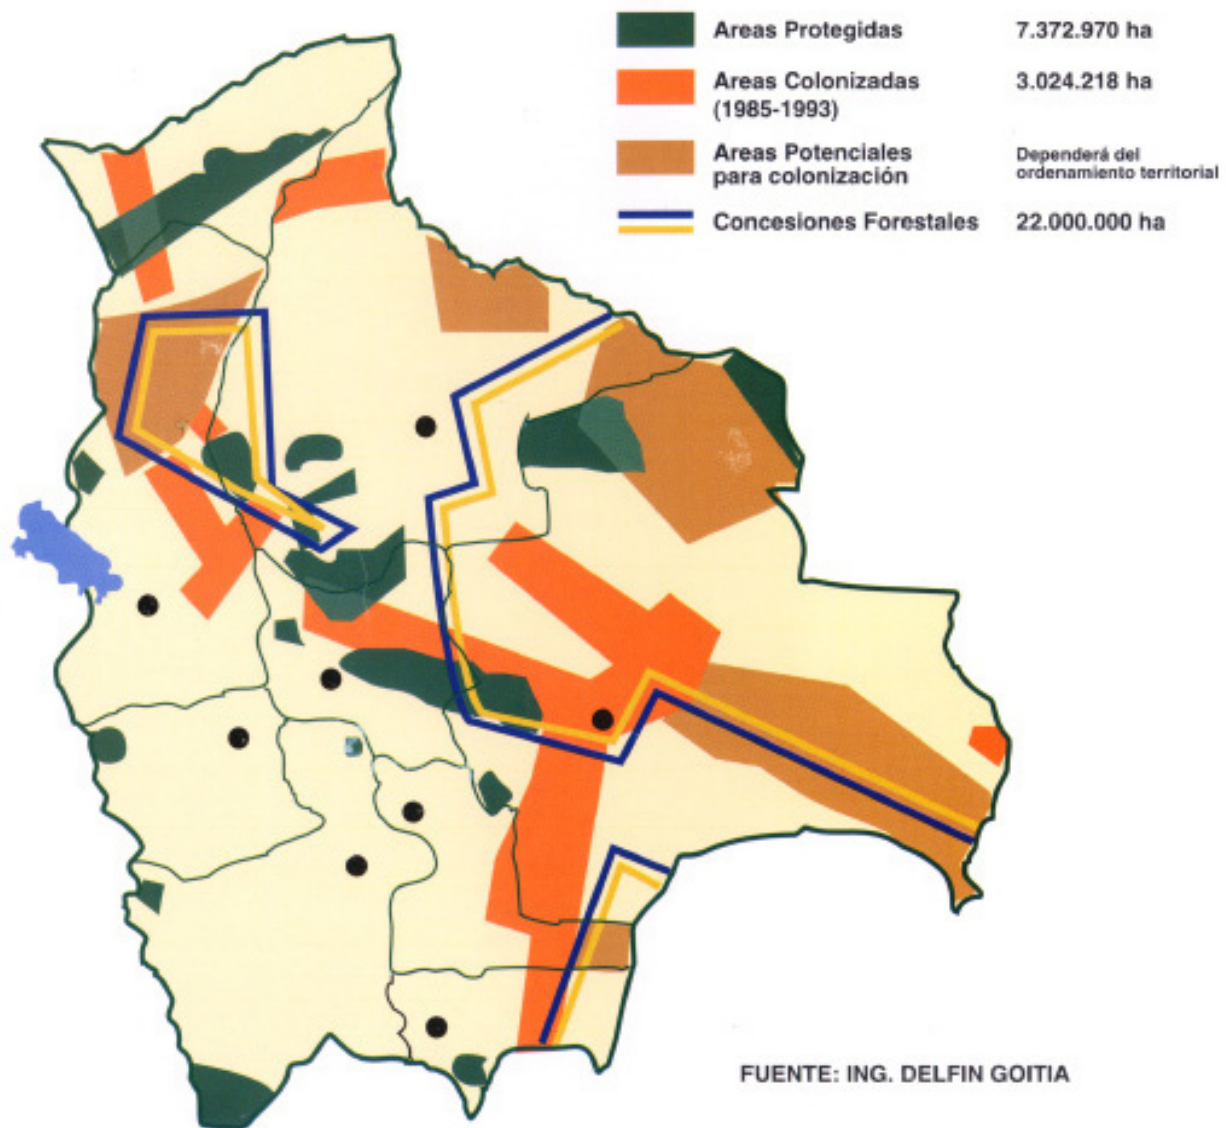 Areas Protegidas 7.372.970 ha
Areas Colonizadas 3.024.218 ha
(1985-1993)
Areas Potenciales Dependerá del
para colonización ordenamiento territorial
Concesiones Forestales 22.000.000 ha
FUENTE: ING. DELFIN GOITIA